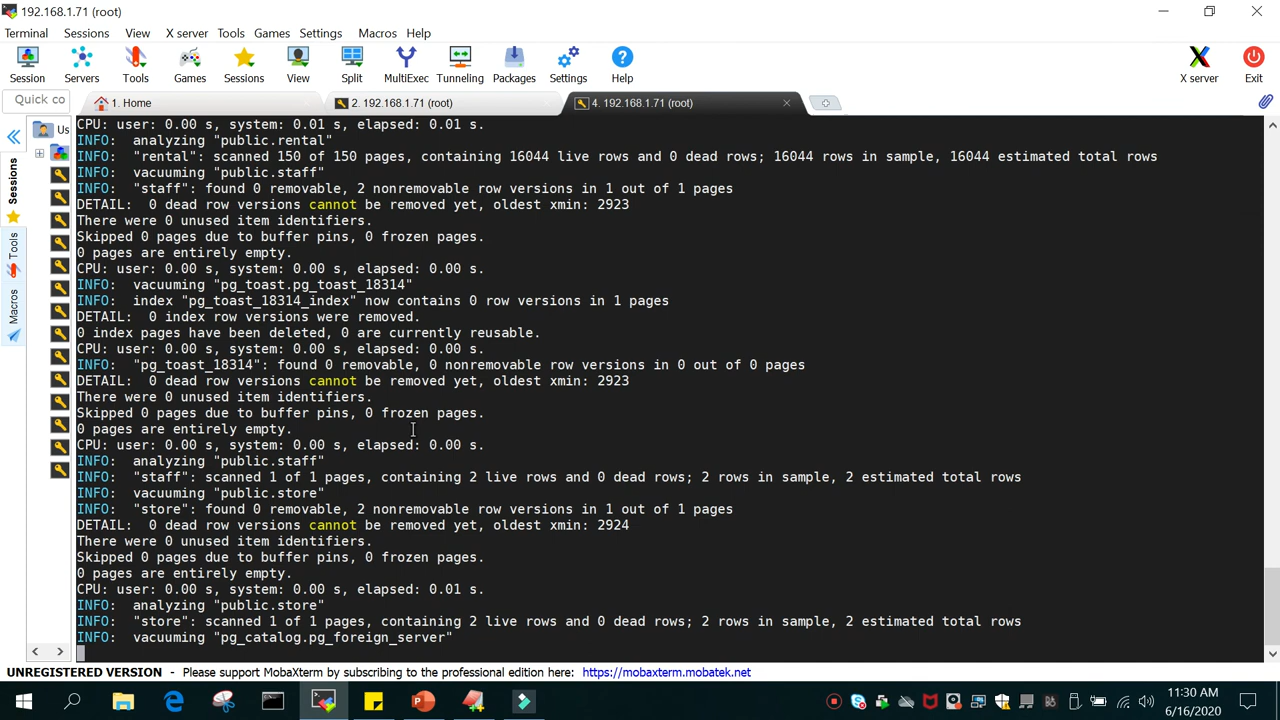 192.168.1.71 (root)
Terminal Sessions View X server Tools Games Settings Macros Help
Session Servers Tools Games Sessions View Split MultiExec Tunneling Packages Settings Help X server Exit
Quick co 1. Home 2. 192.168.1.71 (root) 4. 192.168.1.71 (root)
Us
Sessions
Tools
Macros
CPU: user: 0.00 s, system: 0.01 s, elapsed: 0.01 s.
INFO:  analyzing "public.rental"
INFO:  "rental": scanned 150 of 150 pages, containing 16044 live rows and 0 dead rows; 16044 rows in sample, 16044 estimated total rows
INFO:  vacuuming "public.staff"
INFO:  "staff": found 0 removable, 2 nonremovable row versions in 1 out of 1 pages
DETAIL:  0 dead row versions cannot be removed yet, oldest xmin: 2923
There were 0 unused item identifiers.
Skipped 0 pages due to buffer pins, 0 frozen pages.
0 pages are entirely empty.
CPU: user: 0.00 s, system: 0.00 s, elapsed: 0.00 s.
INFO:  vacuuming "pg_toast.pg_toast_18314"
INFO:  index "pg_toast_18314_index" now contains 0 row versions in 1 pages
DETAIL:  0 index row versions were removed.
0 index pages have been deleted, 0 are currently reusable.
CPU: user: 0.00 s, system: 0.00 s, elapsed: 0.00 s.
INFO:  "pg_toast_18314": found 0 removable, 0 nonremovable row versions in 0 out of 0 pages
DETAIL:  0 dead row versions cannot be removed yet, oldest xmin: 2923
There were 0 unused item identifiers.
Skipped 0 pages due to buffer pins, 0 frozen pages.
0 pages are entirely empty.
CPU: user: 0.00 s, system: 0.00 s, elapsed: 0.00 s.
INFO:  analyzing "public.staff"
INFO:  "staff": scanned 1 of 1 pages, containing 2 live rows and 0 dead rows; 2 rows in sample, 2 estimated total rows
INFO:  vacuuming "public.store"
INFO:  "store": found 0 removable, 2 nonremovable row versions in 1 out of 1 pages
DETAIL:  0 dead row versions cannot be removed yet, oldest xmin: 2924
There were 0 unused item identifiers.
Skipped 0 pages due to buffer pins, 0 frozen pages.
0 pages are entirely empty.
CPU: user: 0.00 s, system: 0.00 s, elapsed: 0.01 s.
INFO:  analyzing "public.store"
INFO:  "store": scanned 1 of 1 pages, containing 2 live rows and 0 dead rows; 2 rows in sample, 2 estimated total rows
INFO:  vacuuming "pg_catalog.pg_foreign_server"
UNREGISTERED VERSION - Please support MobaXterm by subscribing to the professional edition here: https://mobaxterm.mobatek.net
11:30 AM
6/16/2020